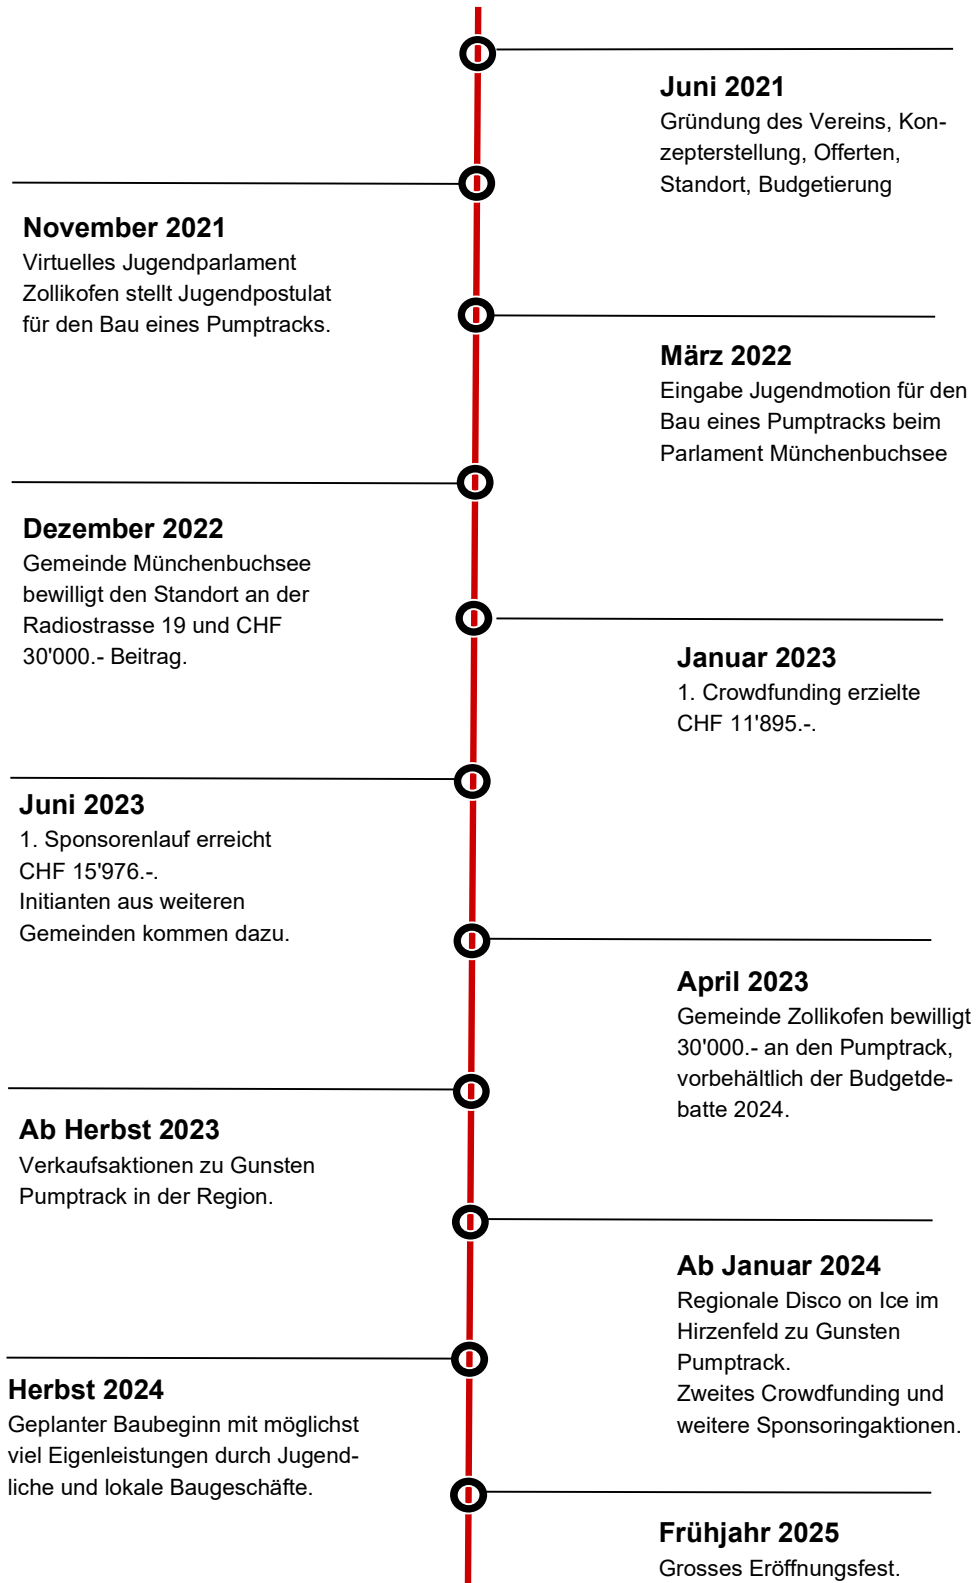 Juni 2021
Gründung des Vereins, Kon-
zepterstellung, Offerten,
Standort, Budgetierung
November 2021
Virtuelles Jugendparlament
Zollikofen stellt Jugendpostulat
für den Bau eines Pumptracks.
März 2022
Eingabe Jugendmotion für den
Bau eines Pumptracks beim
Parlament Münchenbuchsee
Dezember 2022
Gemeinde Münchenbuchsee
bewilligt den Standort an der
Radiostrasse 19 und CHF
30'000.- Beitrag.
Januar 2023
1. Crowdfunding erzielte
CHF 11'895.-.
Juni 2023
1. Sponsorenlauf erreicht
CHF 15'976.-.
Initianten aus weiteren
Gemeinden kommen dazu.
April 2023
Gemeinde Zollikofen bewilligt
30'000.- an den Pumptrack,
vorbehältlich der Budgetde-
batte 2024.
Ab Herbst 2023
Verkaufsaktionen zu Gunsten
Pumptrack in der Region.
Ab Januar 2024
Regionale Disco on Ice im
Hirzenfeld zu Gunsten
Pumptrack.
Zweites Crowdfunding und
weitere Sponsoringaktionen.
Herbst 2024
Geplanter Baubeginn mit möglichst
viel Eigenleistungen durch Jugend-
liche und lokale Baugeschäfte.
Frühjahr 2025
Grosses Eröffnungsfest.